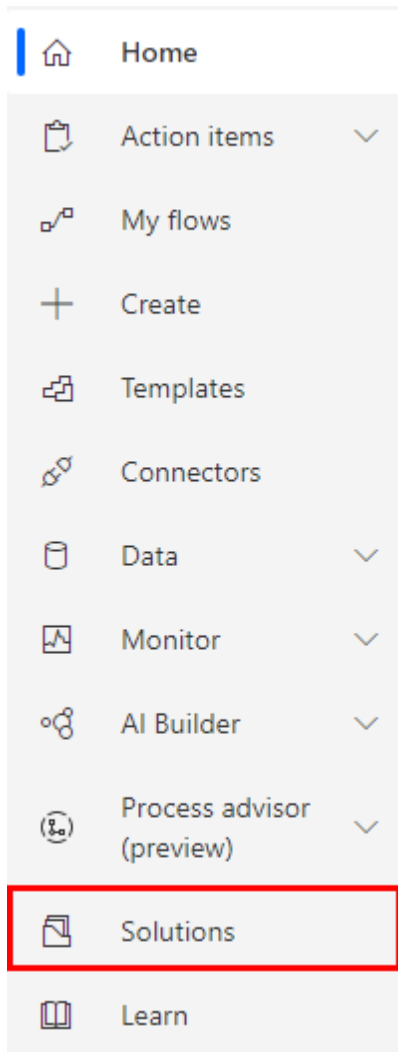 Home
Action items
My flows
Create
Templates
Connectors
Data
Monitor
AI Builder
Process advisor
(preview)
Solutions
Learn